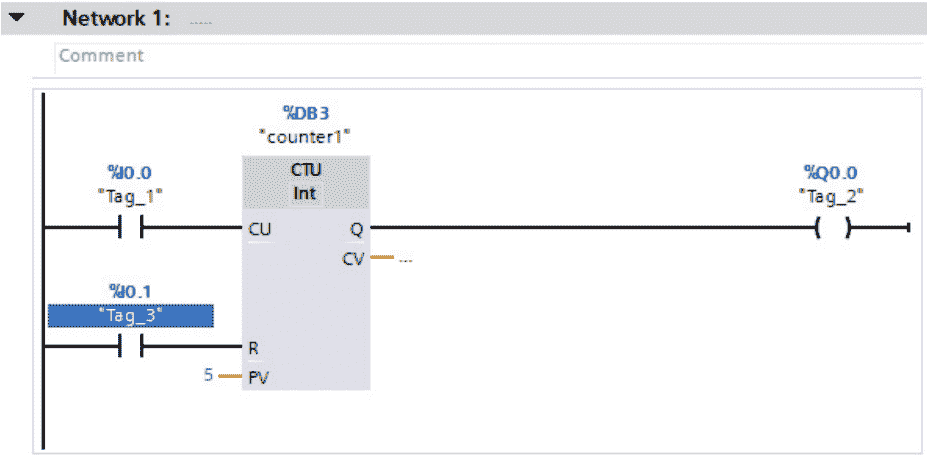 Network 1: .....
Comment
%DB3
"counter1"
%I0.0
"Tag_1"
CTU
Int
%Q0.0
"Tag_2"
CU
Q
CV
...
%I0.1
"Tag_3"
R
5
PV